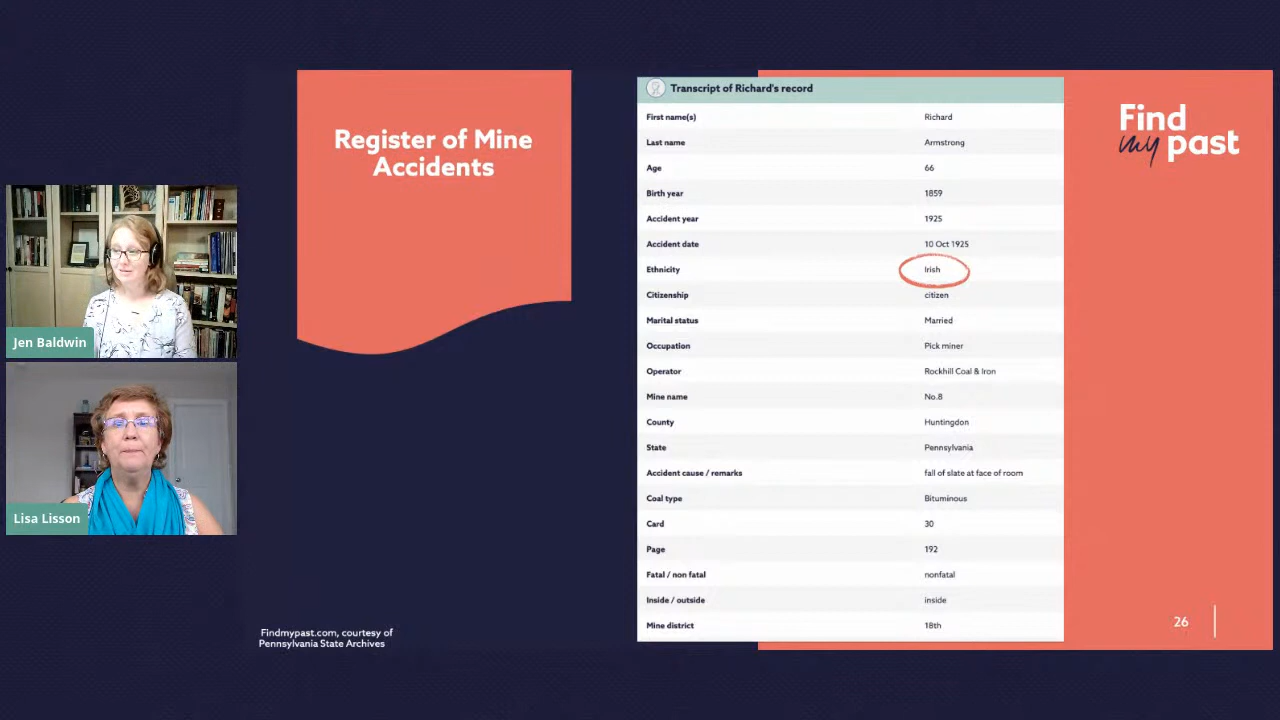 Register of Mine
Accidents
Transcript of Richard's record
First name(s) Richard
Last name Armstrong
Age 66
Birth year 1859
Accident year 1925
Accident date 10 Oct 1925
Ethnicity Irish
Citizenship citizen
Marital status Married
Occupation Pick miner
Operator Rockhill Coal & Iron
Mine name No.8
County Huntingdon
State Pennsylvania
Accident cause / remarks fall of slate at face of room
Coal type Bituminous
Card 30
Page 192
Fatal / non fatal nonfatal
Inside / outside inside
Mine district 18th
Find
my past
Jen Baldwin
Lisa Lisson
Findmypast.com, courtesy of
Pennsylvania State Archives
26